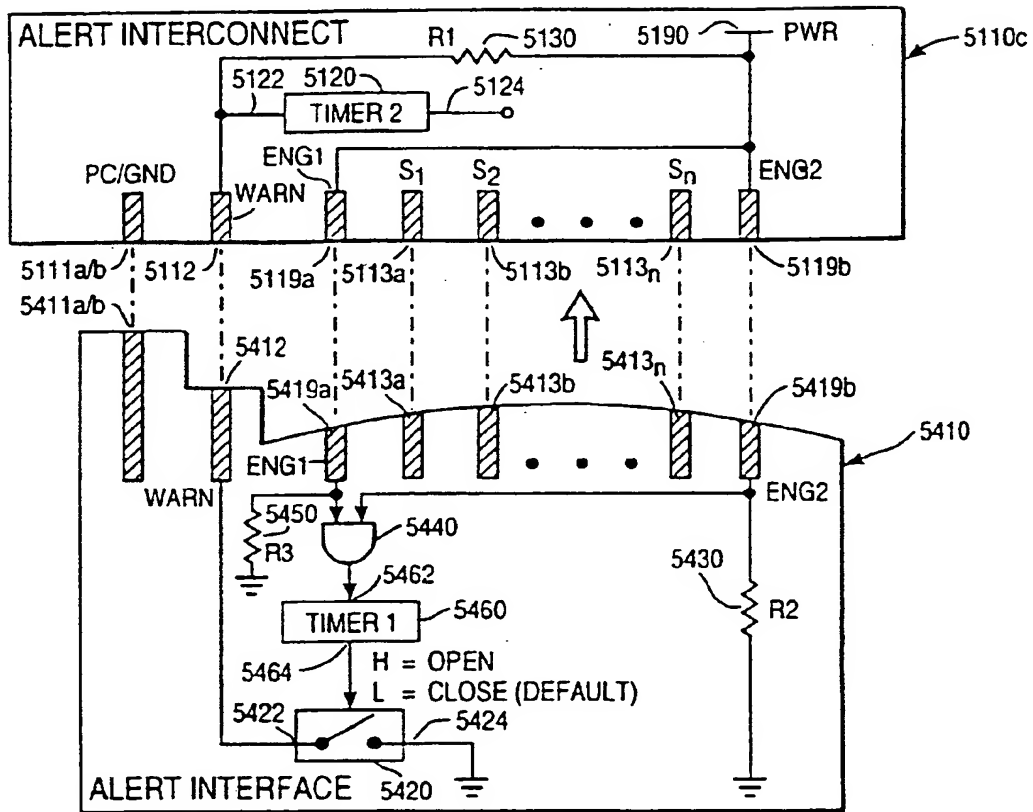 ALERT INTERCONNECT
R1 5130
5190 PWR
5110c
5122
5120
TIMER 2
5124
PC/GND
WARN
ENG1
S1
S2
Sn
ENG2
5111a/b
5112
5119a
5113a
5113b
5113n
5119b
5411a/b
5412
5419a
5413a
5413b
5413n
5419b
5410
WARN
ENG1
ENG2
5450
R3
5440
5462
5430
R2
TIMER 1
5460
5464
H = OPEN
L = CLOSE (DEFAULT)
5422
5424
5420
ALERT INTERFACE